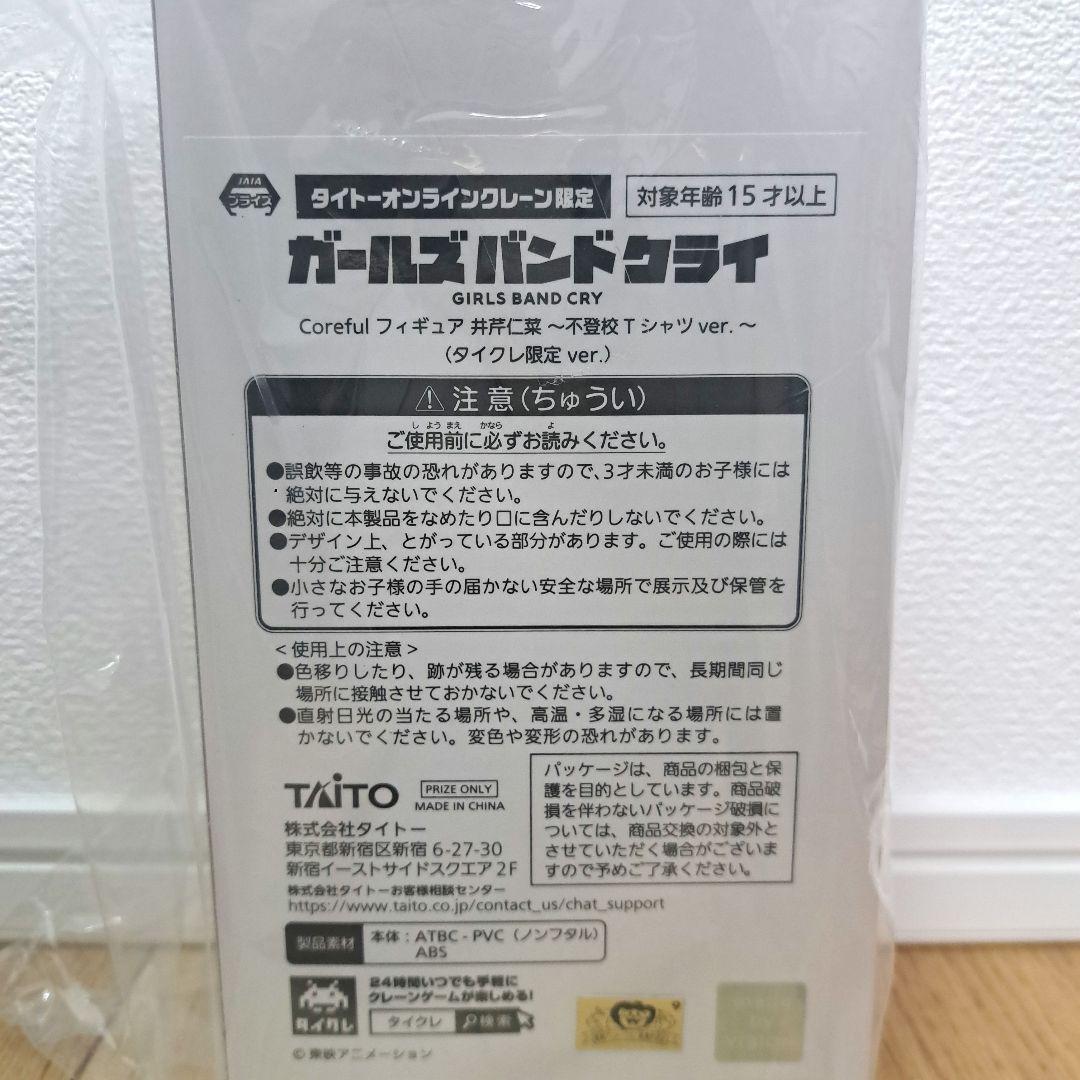 JAIA
プライズ
タイトーオンラインクレーン限定
対象年齢15才以上
ガールズバンドクライ
GIRLS BAND CRY
Coreful フィギュア 井芹仁菜 ～不登校Tシャツver.～
（タイクレ限定ver.）
注意（ちゅうい）
しようまえ かなら よ
ご使用前に必ずお読みください。
●誤飲等の事故の恐れがありますので、3才未満のお子様には
絶対に与えないでください。
●絶対に本製品をなめたり口に含んだりしないでください。
●デザイン上、とがっている部分があります。ご使用の際には
十分ご注意ください。
●小さなお子様の手の届かない安全な場所で展示及び保管を
行ってください。
＜使用上の注意＞
●色移りしたり、跡が残る場合がありますので、長期間同じ
場所に接触させておかないでください。
●直射日光の当たる場所や、高温・多湿になる場所には置
かないでください。変色や変形の恐れがあります。
TAITO
PRIZE ONLY
MADE IN CHINA
株式会社タイトー
東京都新宿区新宿6-27-30
新宿イーストサイドスクエア2F
株式会社タイトーお客様相談センター
https://www.taito.co.jp/contact_us/chat_support
パッケージは、商品の梱包と保
護を目的としています。商品破
損を伴わないパッケージ破損に
ついては、商品交換の対象外と
させていただく場合がございま
すので予めご了承ください。
製品素材
本体：ATBC-PVC（ノンフタル）
ABS
タイクレ
24時間いつでも手軽に
クレーンゲームが楽しめる!
タイクレ
検索
©東映アニメーション